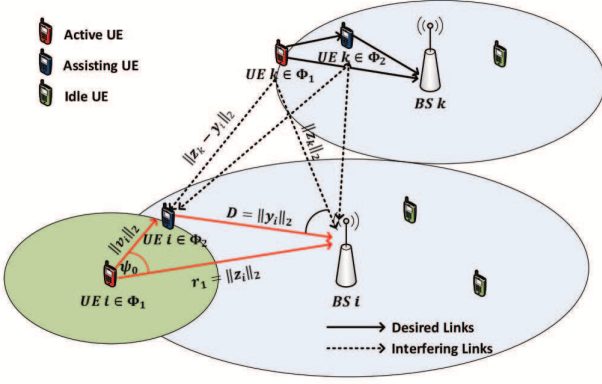 Active UE
Assisting UE
Idle UE
UE k ∈ Φ₁
UE k ∈ Φ₂
BS k
‖z_k − y_i‖₂
‖z_k‖₂
D = ‖y_i‖₂
UE i ∈ Φ₂
‖v_i‖₂
ψ₀
r₁ = ‖z_i‖₂
UE i ∈ Φ₁
BS i
Desired Links
Interfering Links